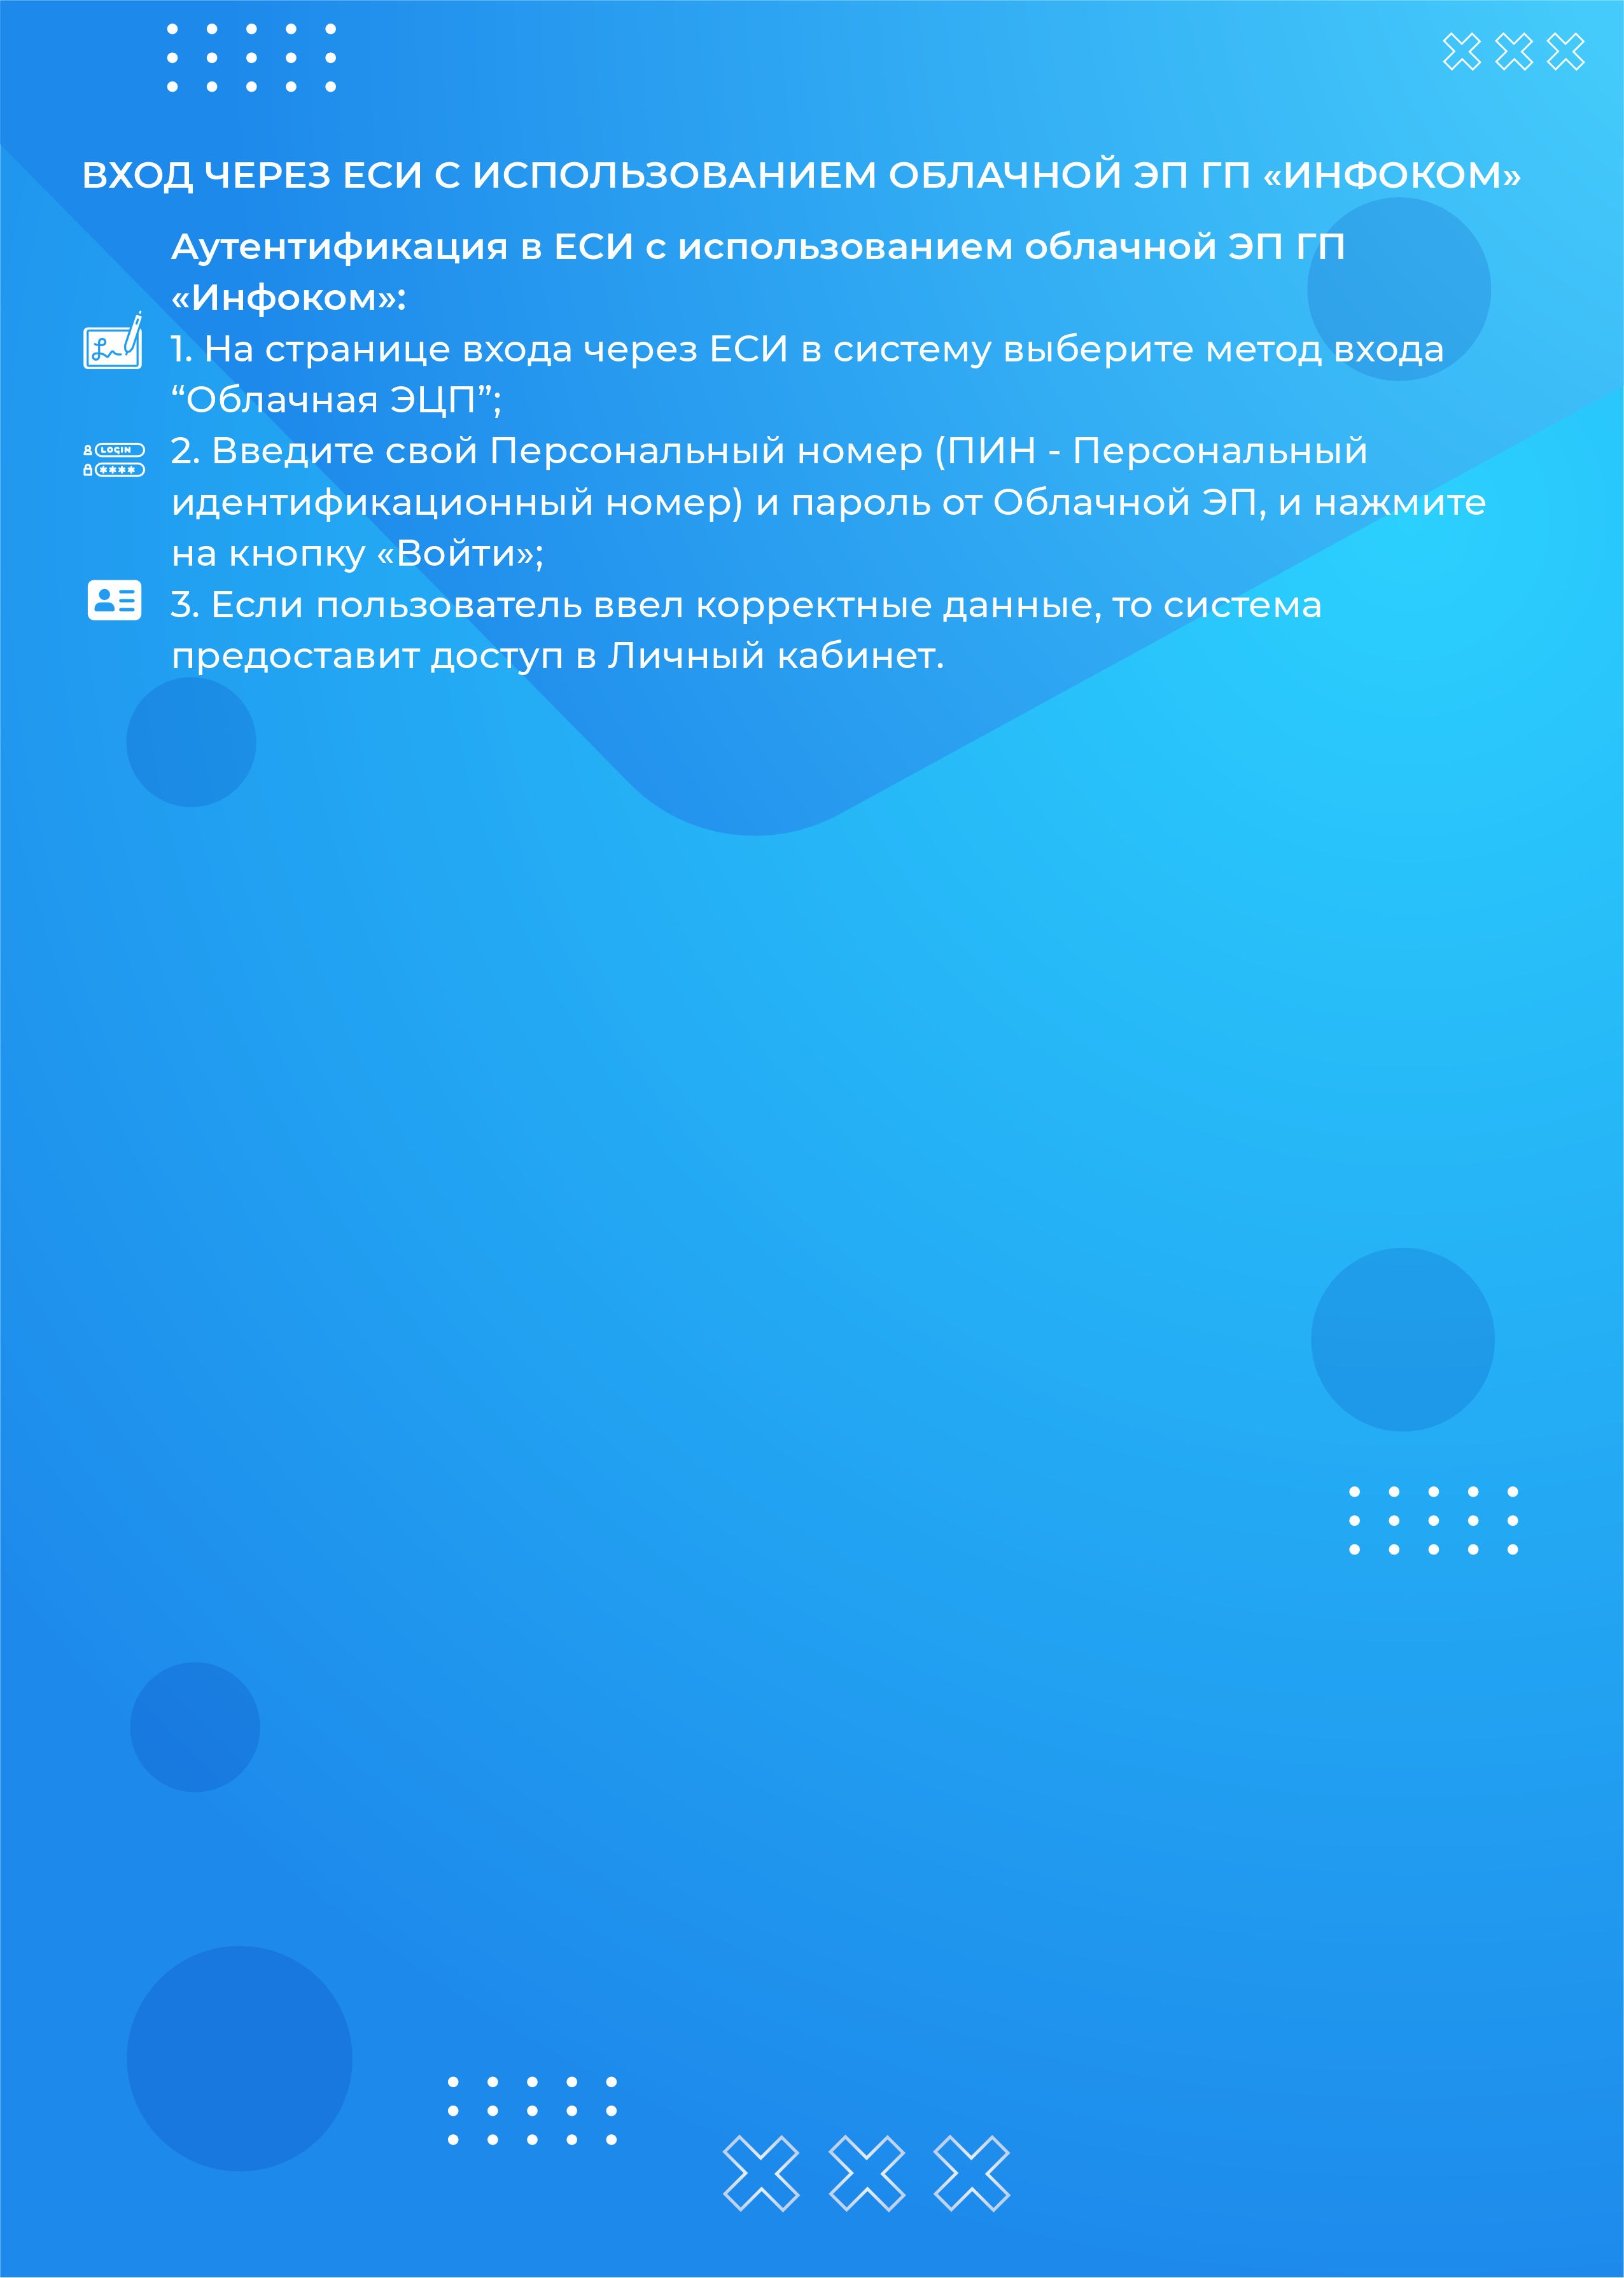 ВХОД ЧЕРЕЗ ЕСИ С ИСПОЛЬЗОВАНИЕМ ОБЛАЧНОЙ ЭП ГП «ИНФОКОМ»
Аутентификация в ЕСИ с использованием облачной ЭП ГП
«Инфоком»:
1. На странице входа через ЕСИ в систему выберите метод входа
“Облачная ЭЦП”;
LOGIN
****
2. Введите свой Персональный номер (ПИН - Персональный
идентификационный номер) и пароль от Облачной ЭП, и нажмите
на кнопку «Войти»;
3. Если пользователь ввел корректные данные, то система
предоставит доступ в Личный кабинет.